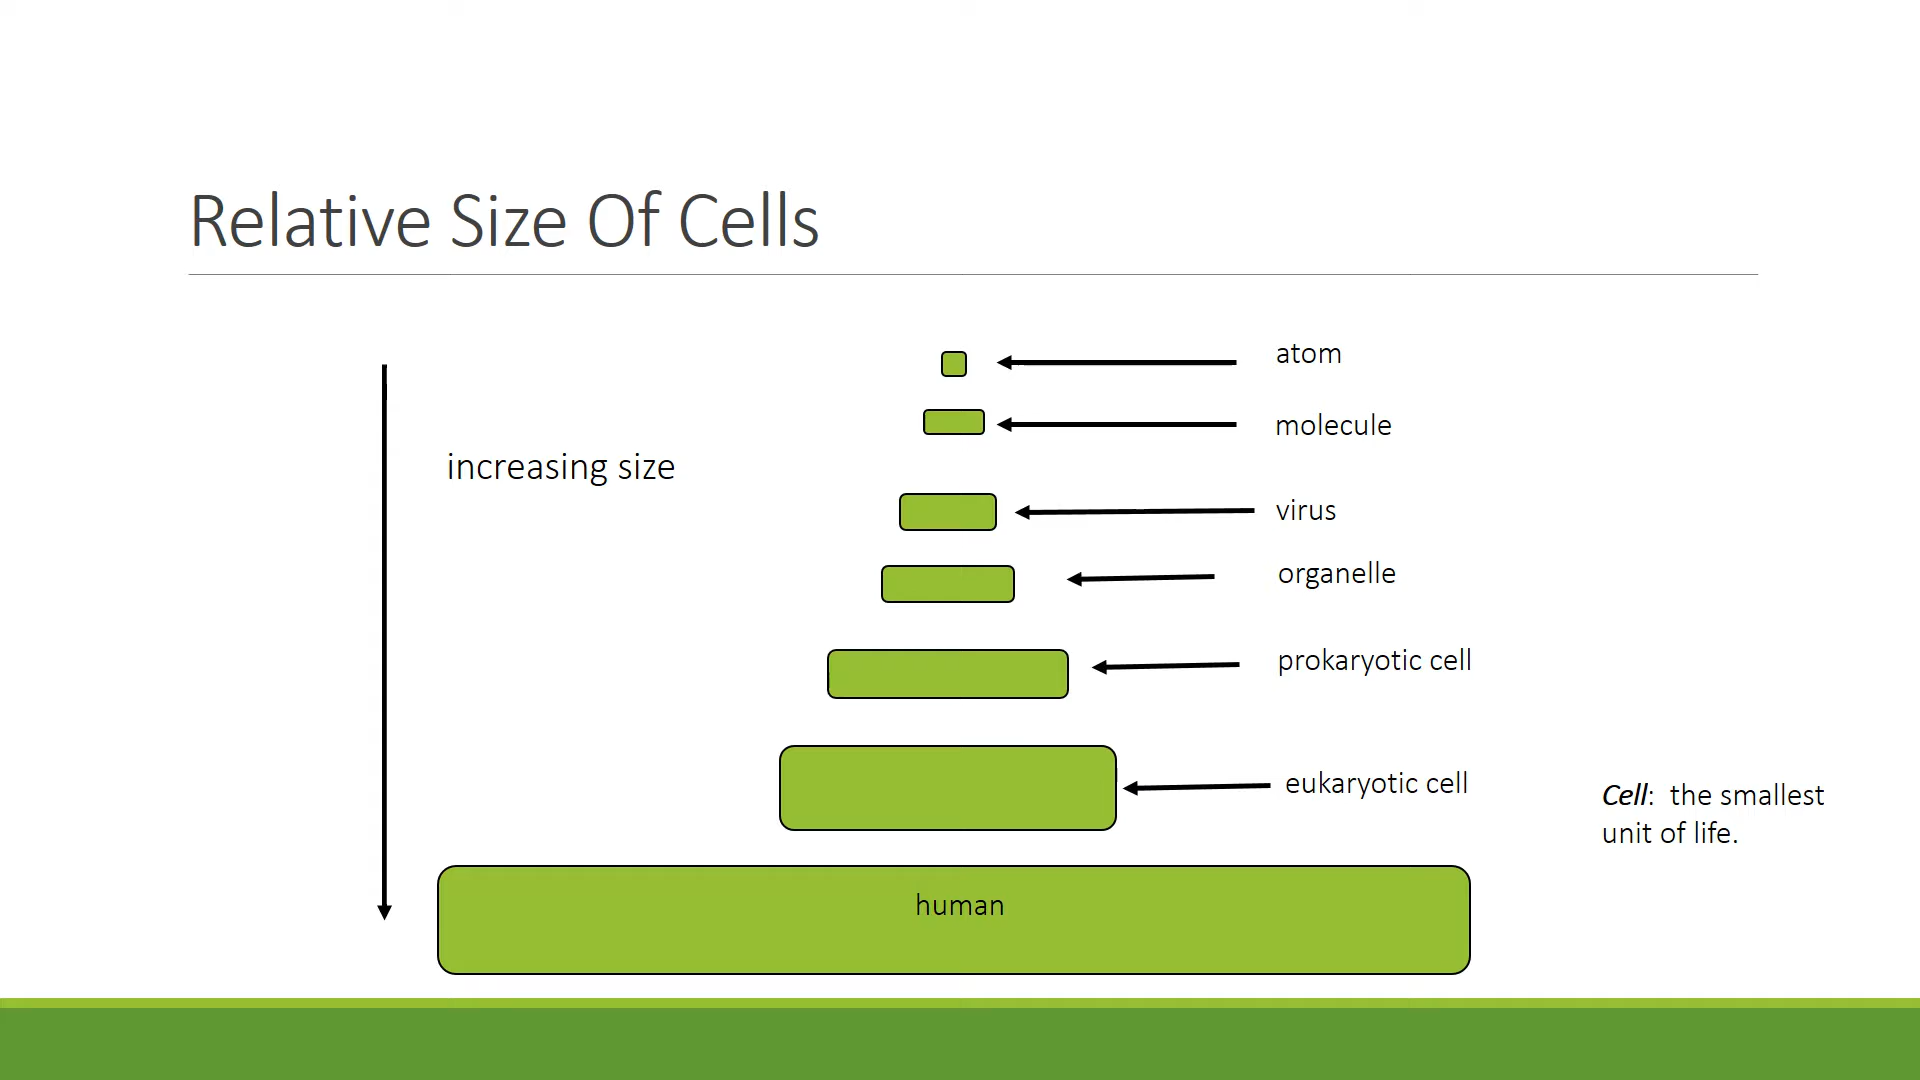 Relative Size Of Cells
atom
molecule
increasing size
virus
organelle
prokaryotic cell
eukaryotic cell
Cell:  the smallest
unit of life.
human